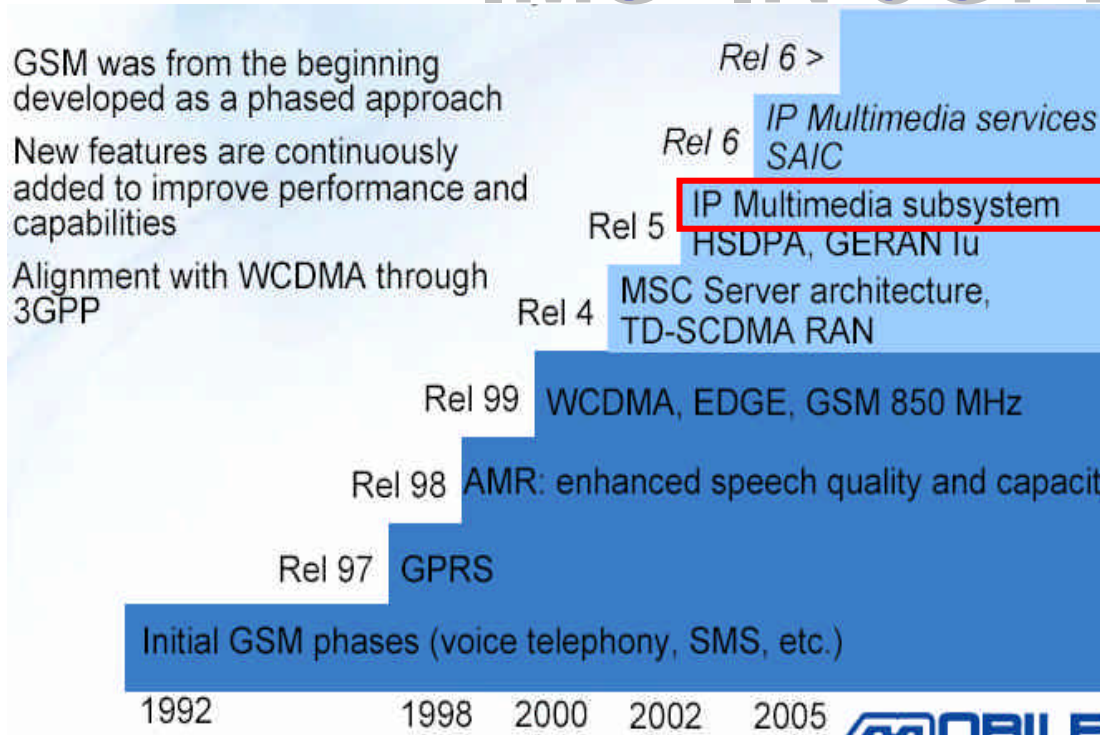 GSM was from the beginning
developed as a phased approach
New features are continuously
added to improve performance and
capabilities
Alignment with WCDMA through
3GPP
Rel 6 >
Rel 6
IP Multimedia services
SAIC
Rel 5
IP Multimedia subsystem
HSDPA, GERAN Iu
Rel 4
MSC Server architecture,
TD-SCDMA RAN
Rel 99
WCDMA, EDGE, GSM 850 MHz
Rel 98
AMR: enhanced speech quality and capacit
Rel 97
GPRS
Initial GSM phases (voice telephony, SMS, etc.)
1992 1998 2000 2002 2005